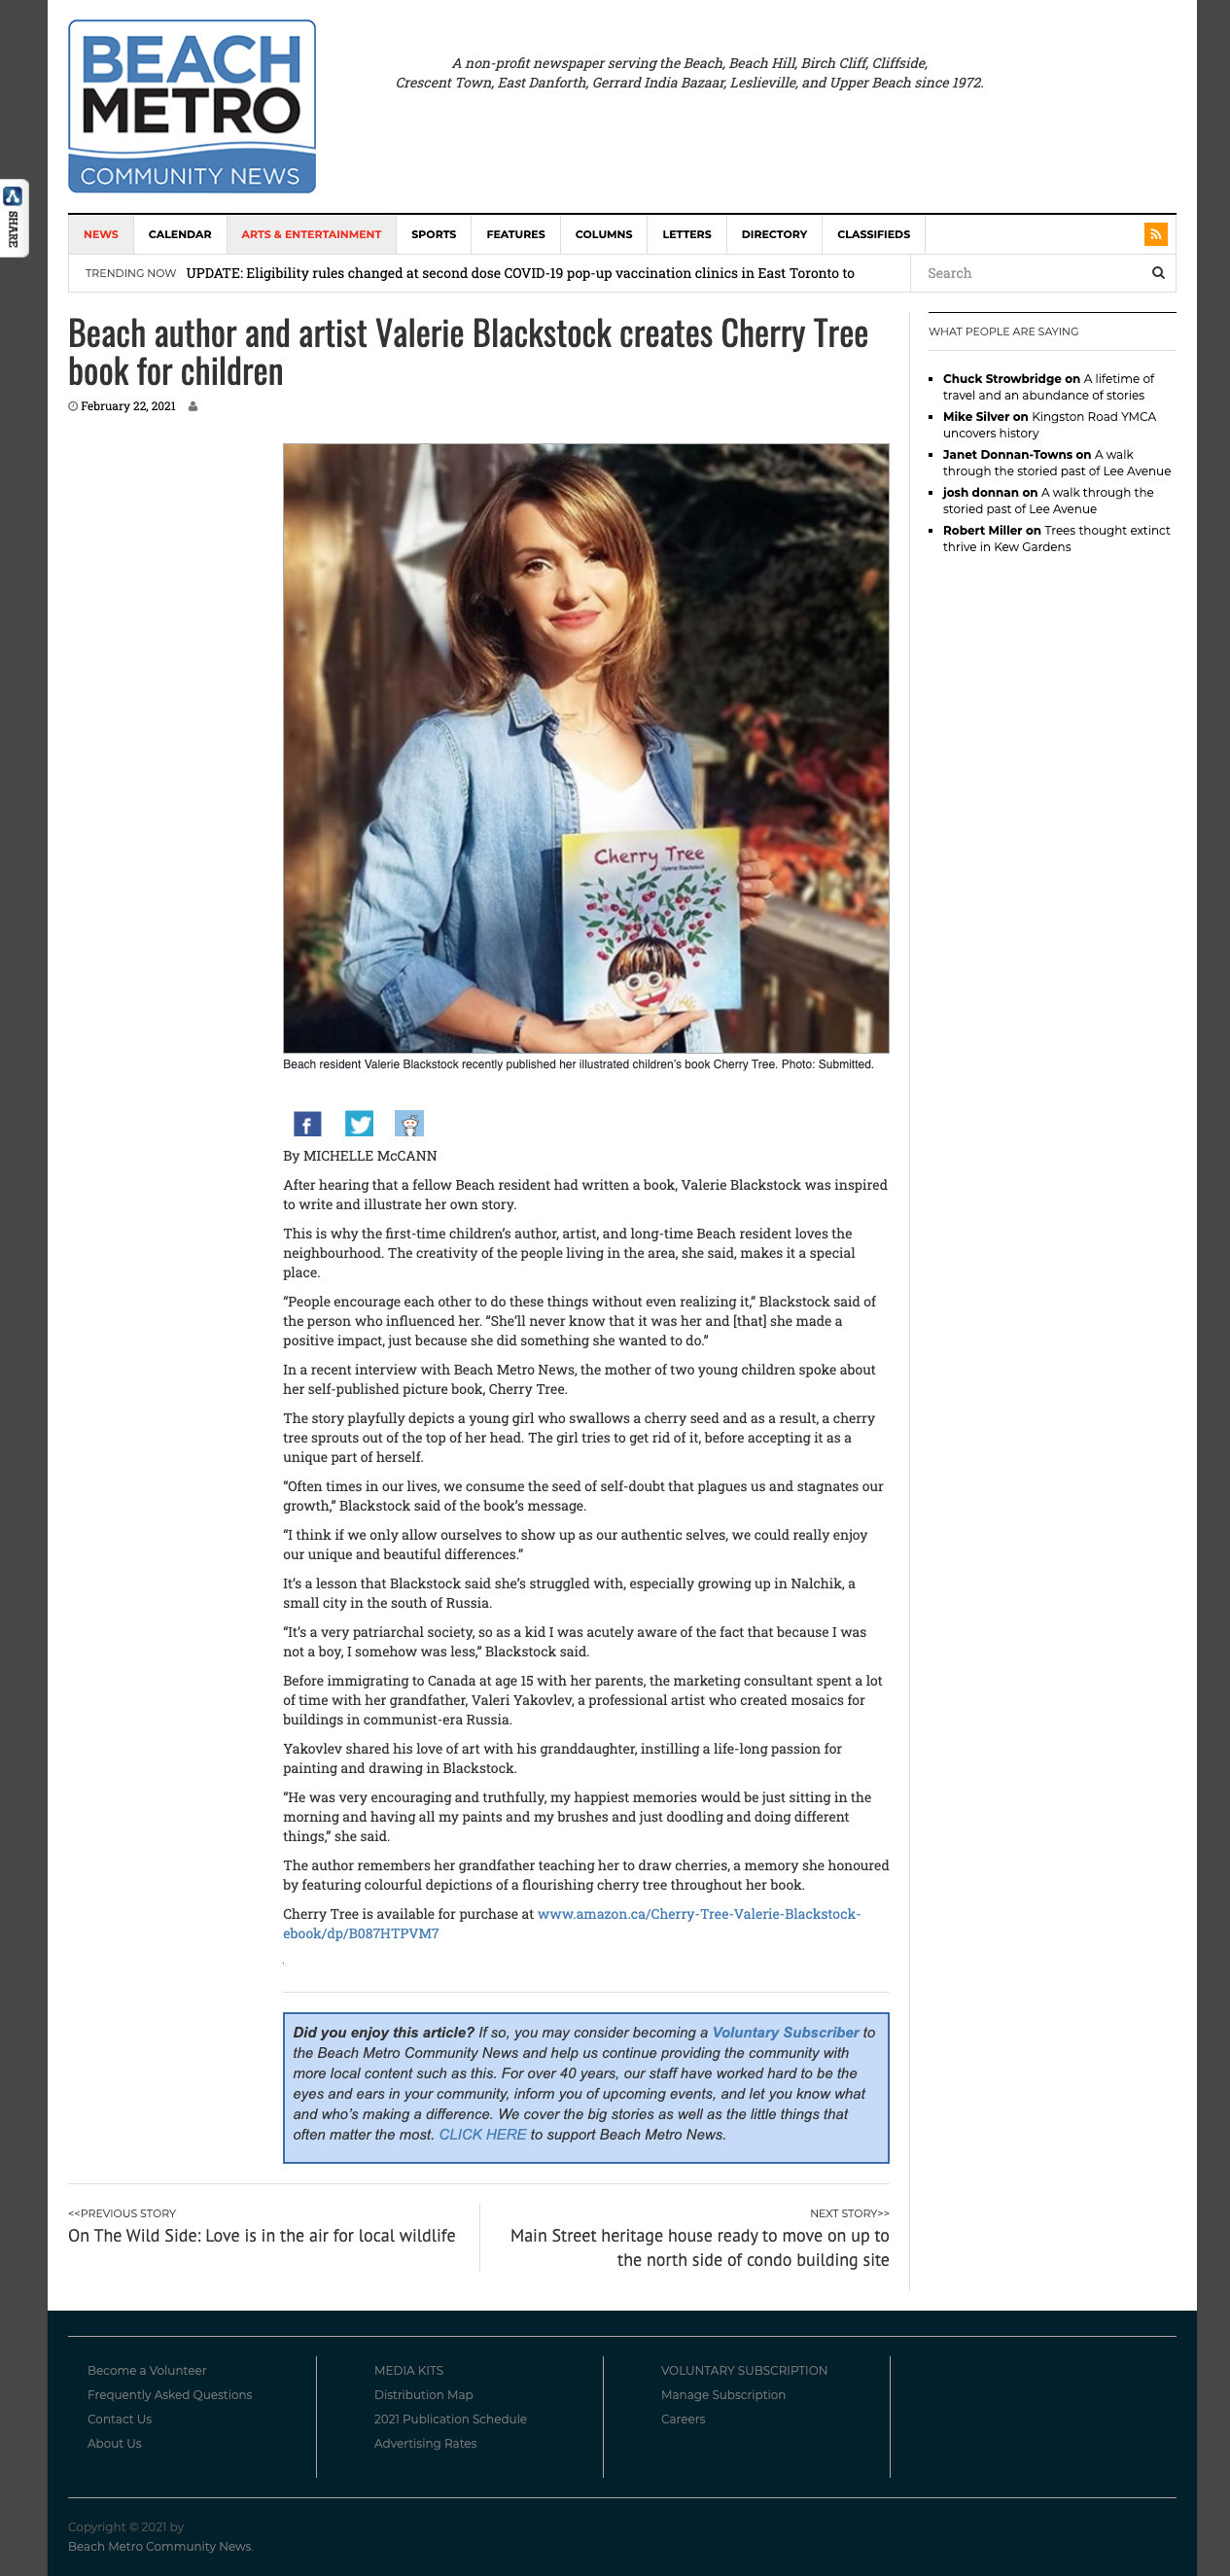 BEACH
METRO
COMMUNITY NEWS
A non-profit newspaper serving the Beach, Beach Hill, Birch Cliff, Cliffside,
Crescent Town, East Danforth, Gerrard India Bazaar, Leslieville, and Upper Beach since 1972.
SHARE
NEWS CALENDAR ARTS & ENTERTAINMENT SPORTS FEATURES COLUMNS LETTERS DIRECTORY CLASSIFIEDS
TRENDING NOW UPDATE: Eligibility rules changed at second dose COVID-19 pop-up vaccination clinics in East Toronto to
Search
Beach author and artist Valerie Blackstock creates Cherry Tree
book for children
February 22, 2021
Cherry Tree
Valerie Blackstock
Beach resident Valerie Blackstock recently published her illustrated children’s book Cherry Tree. Photo: Submitted.
By MICHELLE McCANN
After hearing that a fellow Beach resident had written a book, Valerie Blackstock was inspired
to write and illustrate her own story.
This is why the first-time children’s author, artist, and long-time Beach resident loves the
neighbourhood. The creativity of the people living in the area, she said, makes it a special
place.
“People encourage each other to do these things without even realizing it,” Blackstock said of
the person who influenced her. “She’ll never know that it was her and [that] she made a
positive impact, just because she did something she wanted to do.”
In a recent interview with Beach Metro News, the mother of two young children spoke about
her self-published picture book, Cherry Tree.
The story playfully depicts a young girl who swallows a cherry seed and as a result, a cherry
tree sprouts out of the top of her head. The girl tries to get rid of it, before accepting it as a
unique part of herself.
“Often times in our lives, we consume the seed of self-doubt that plagues us and stagnates our
growth,” Blackstock said of the book’s message.
“I think if we only allow ourselves to show up as our authentic selves, we could really enjoy
our unique and beautiful differences.”
It’s a lesson that Blackstock said she’s struggled with, especially growing up in Nalchik, a
small city in the south of Russia.
“It’s a very patriarchal society, so as a kid I was acutely aware of the fact that because I was
not a boy, I somehow was less,” Blackstock said.
Before immigrating to Canada at age 15 with her parents, the marketing consultant spent a lot
of time with her grandfather, Valeri Yakovlev, a professional artist who created mosaics for
buildings in communist-era Russia.
Yakovlev shared his love of art with his granddaughter, instilling a life-long passion for
painting and drawing in Blackstock.
“He was very encouraging and truthfully, my happiest memories would be just sitting in the
morning and having all my paints and my brushes and just doodling and doing different
things,” she said.
The author remembers her grandfather teaching her to draw cherries, a memory she honoured
by featuring colourful depictions of a flourishing cherry tree throughout her book.
Cherry Tree is available for purchase at www.amazon.ca/Cherry-Tree-Valerie-Blackstock-
ebook/dp/B087HTPVM7
.
Did you enjoy this article? If so, you may consider becoming a Voluntary Subscriber to
the Beach Metro Community News and help us continue providing the community with
more local content such as this. For over 40 years, our staff have worked hard to be the
eyes and ears in your community, inform you of upcoming events, and let you know what
and who’s making a difference. We cover the big stories as well as the little things that
often matter the most. CLICK HERE to support Beach Metro News.
<<PREVIOUS STORY
On The Wild Side: Love is in the air for local wildlife
NEXT STORY>>
Main Street heritage house ready to move on up to
the north side of condo building site
WHAT PEOPLE ARE SAYING
Chuck Strowbridge on A lifetime of
travel and an abundance of stories
Mike Silver on Kingston Road YMCA
uncovers history
Janet Donnan-Towns on A walk
through the storied past of Lee Avenue
josh donnan on A walk through the
storied past of Lee Avenue
Robert Miller on Trees thought extinct
thrive in Kew Gardens
Become a Volunteer
Frequently Asked Questions
Contact Us
About Us
MEDIA KITS
Distribution Map
2021 Publication Schedule
Advertising Rates
VOLUNTARY SUBSCRIPTION
Manage Subscription
Careers
Copyright © 2021 by
Beach Metro Community News.